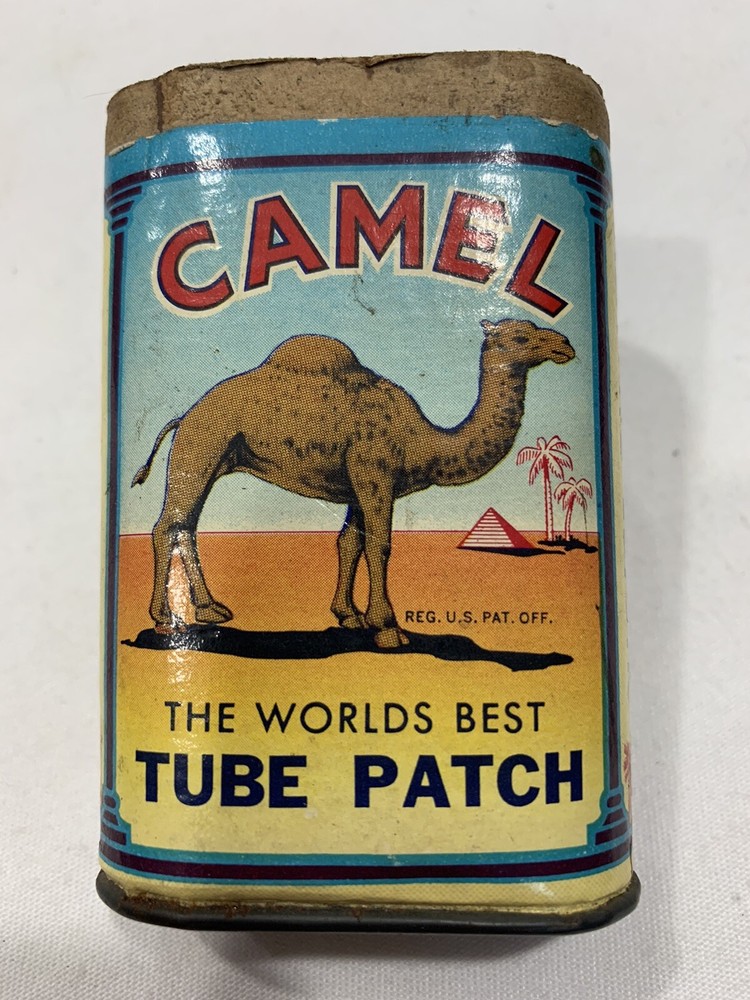 CAMEL
REG. U.S. PAT. OFF.
THE WORLDS BEST
TUBE PATCH